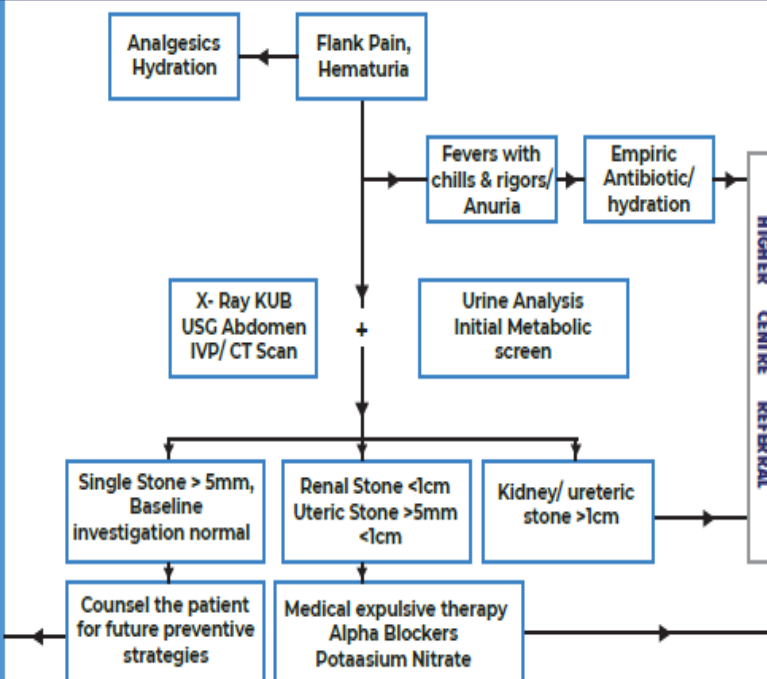 Analgesics
Hydration
Flank Pain,
Hematuria
Fevers with
chills & rigors/
Anuria
Empiric
Antibiotic/
hydration
HIGHER CENTRE REFERRAL
X- Ray KUB
USG Abdomen
IVP/ CT Scan
+
Urine Analysis
Initial Metabolic
screen
Single Stone > 5mm,
Baseline
investigation normal
Renal Stone <1cm
Uteric Stone >5mm
<1cm
Kidney/ ureteric
stone >1cm
Counsel the patient
for future preventive
strategies
Medical expulsive therapy
Alpha Blockers
Potaasium Nitrate